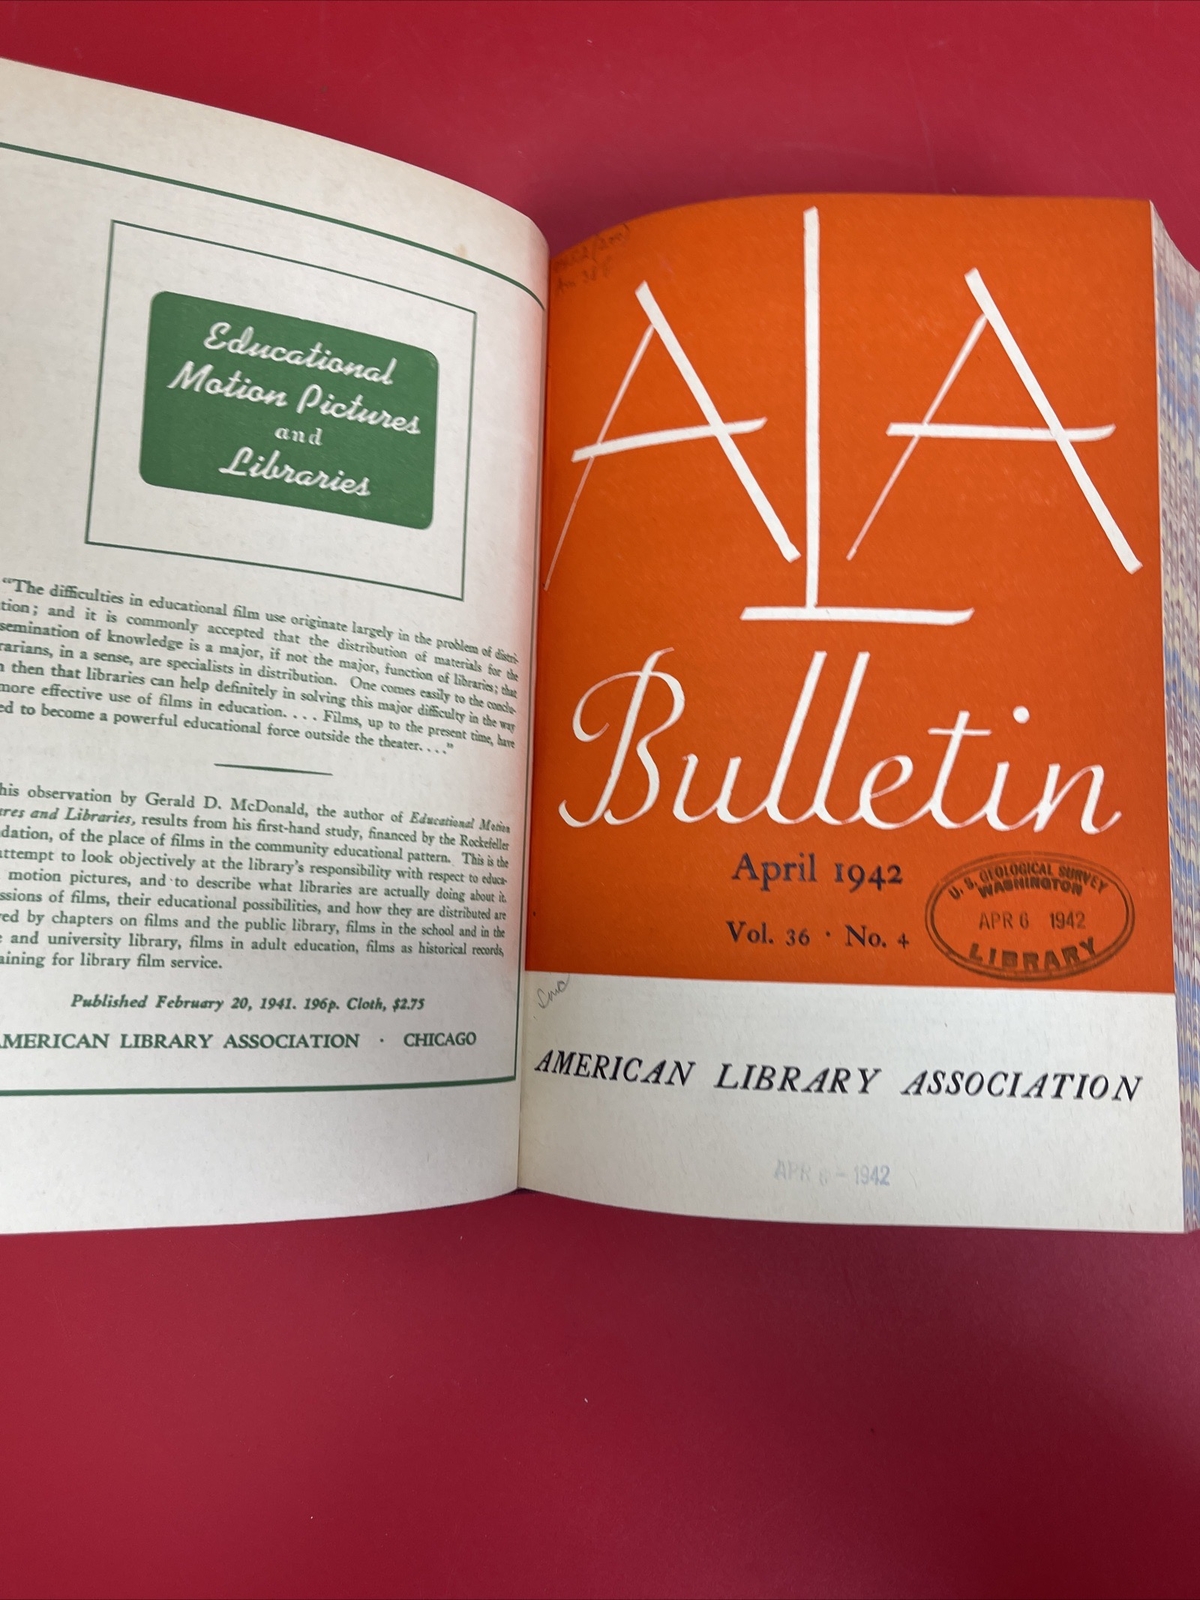 Educational
Motion Pictures
and
Libraries
"The difficulties in educational film use originate largely in the problem of distri-
tion; and it is commonly accepted that the distribution of materials for the
semination of knowledge is a major, if not the major, function of libraries; that
rarians, in a sense, are specialists in distribution. One comes easily to the conclu-
then that libraries can help definitely in solving this major difficulty in the way
more effective use of films in education. . . . Films, up to the present time, have
ed to become a powerful educational force outside the theater. . . ."
his observation by Gerald D. McDonald, the author of Educational Motion
ures and Libraries, results from his first-hand study, financed by the Rockefeller
dation, of the place of films in the community educational pattern. This is the
attempt to look objectively at the library's responsibility with respect to educa-
motion pictures, and to describe what libraries are actually doing about it.
ssions of films, their educational possibilities, and how they are distributed are
ed by chapters on films and the public library, films in the school and in the
e and university library, films in adult education, films as historical records,
aining for library film service.
Published February 20, 1941. 196p. Cloth, $2.75
AMERICAN LIBRARY ASSOCIATION · CHICAGO
ALA
Bulletin
April 1942
Vol. 36 · No. 4
U. S. GEOLOGICAL SURVEY
WASHINGTON
APR 6 1942
LIBRARY
AMERICAN LIBRARY ASSOCIATION
APR 6 - 1942